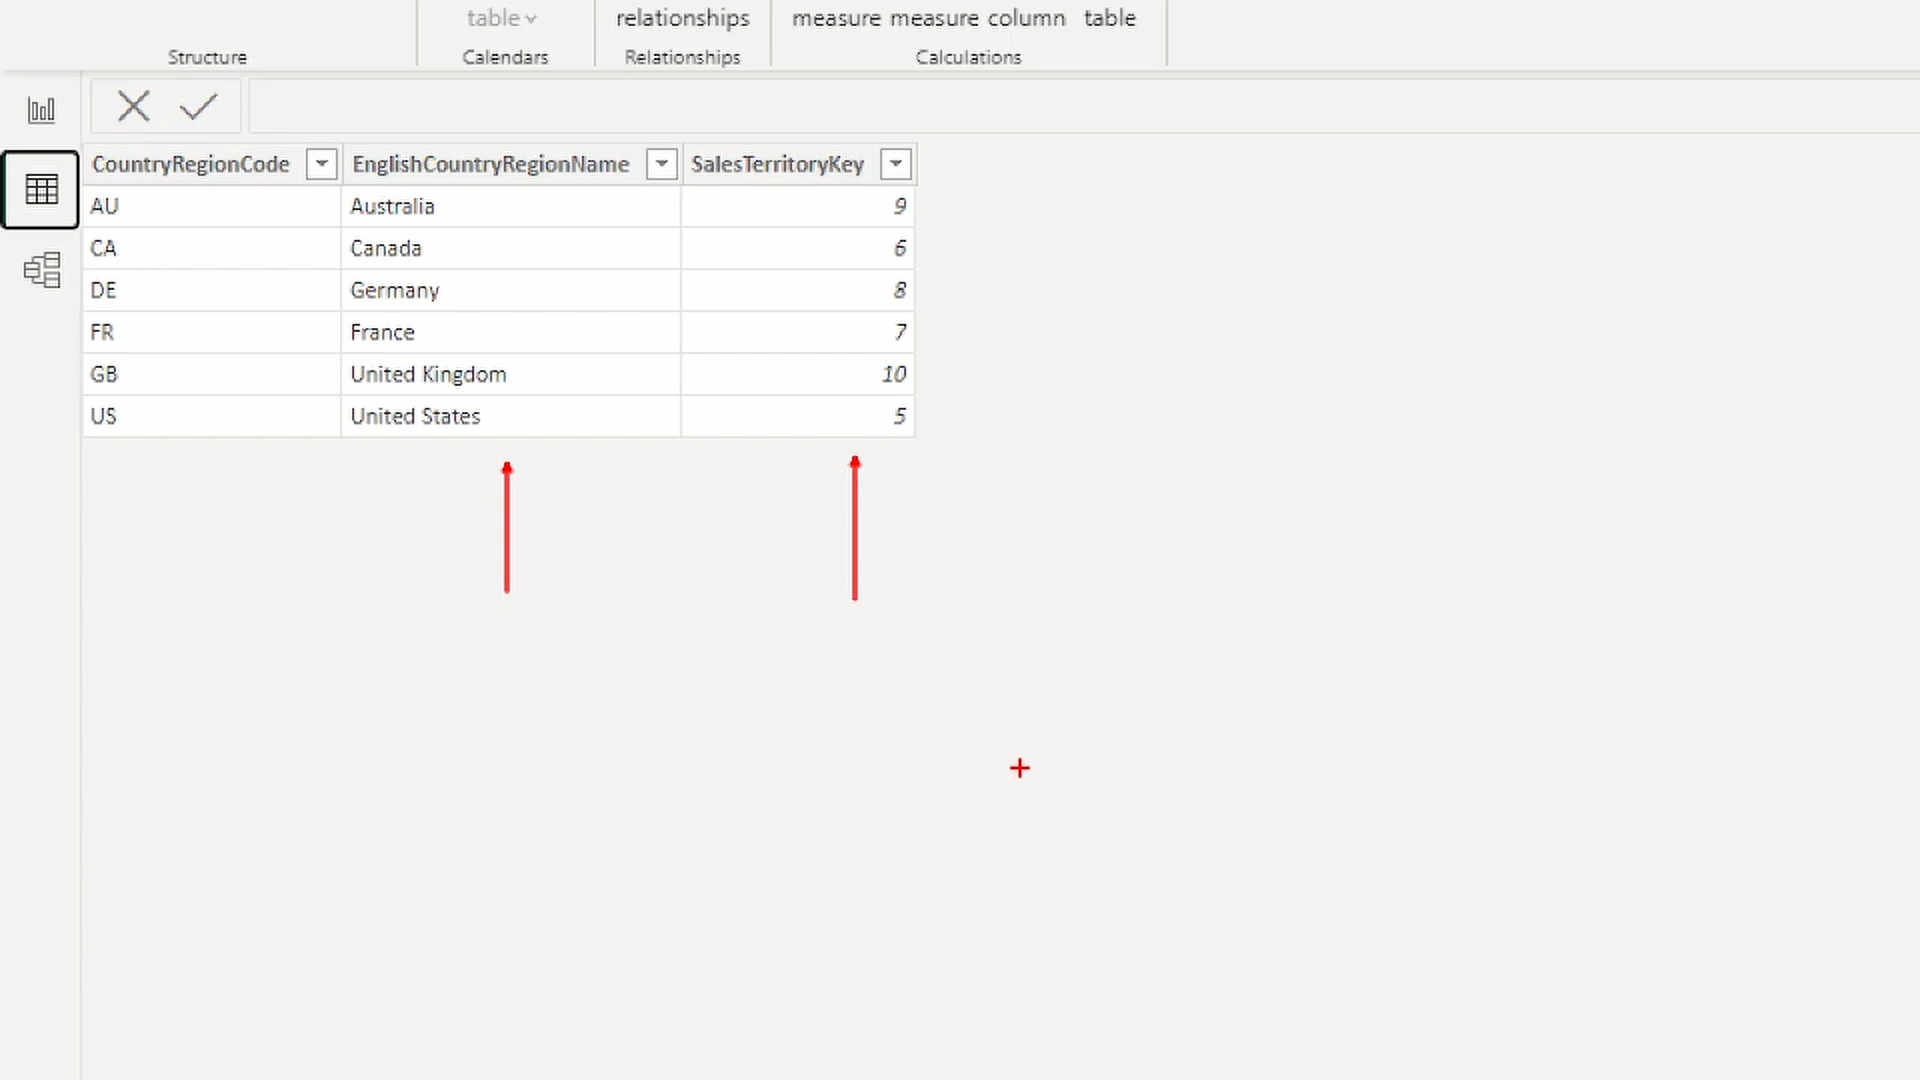 table relationships measure measure column table
Structure Calendars Relationships Calculations
CountryRegionCode EnglishCountryRegionName SalesTerritoryKey
AU Australia 9
CA Canada 6
DE Germany 8
FR France 7
GB United Kingdom 10
US United States 5